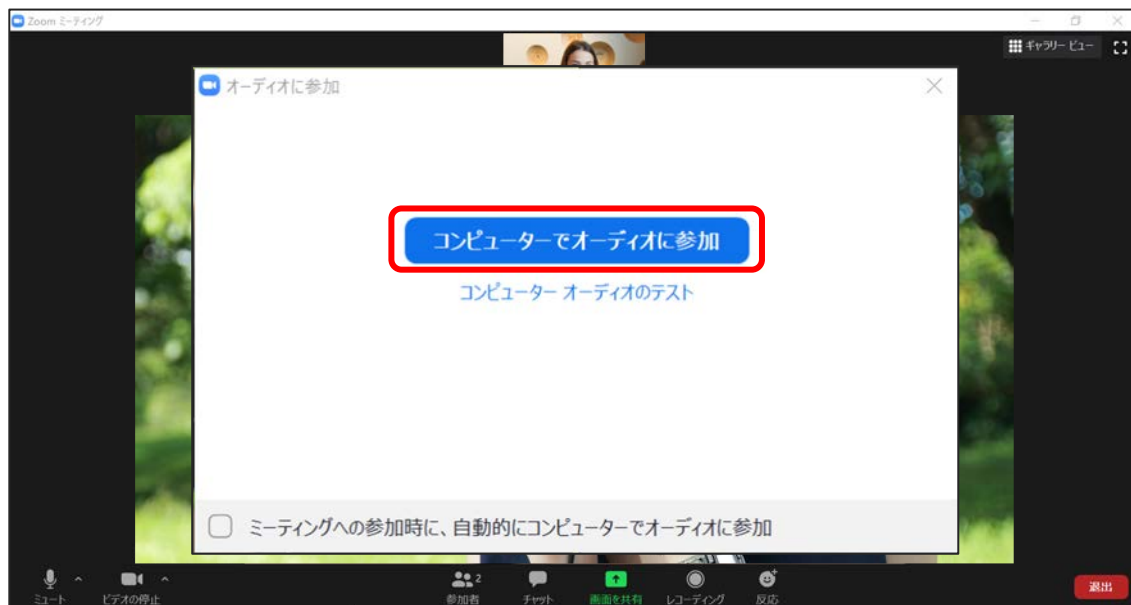 Zoom ミーティング
ギャラリー ビュー
オーディオに参加
コンピューターでオーディオに参加
コンピューター オーディオのテスト
ミーティングへの参加時に、自動的にコンピューターでオーディオに参加
2
ミュート ビデオの停止 参加者 チャット 画面を共有 レコーディング 反応 退出